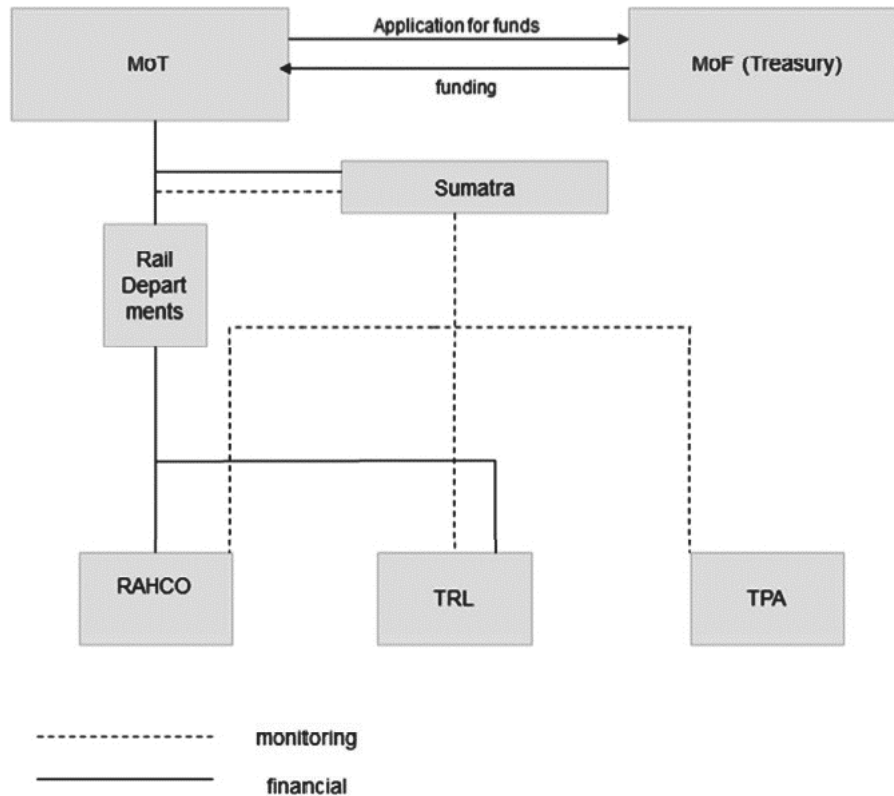 Application for funds
MoT
MoF (Treasury)
funding
Sumatra
Rail
Depart
ments
RAHCO
TRL
TPA
monitoring
financial